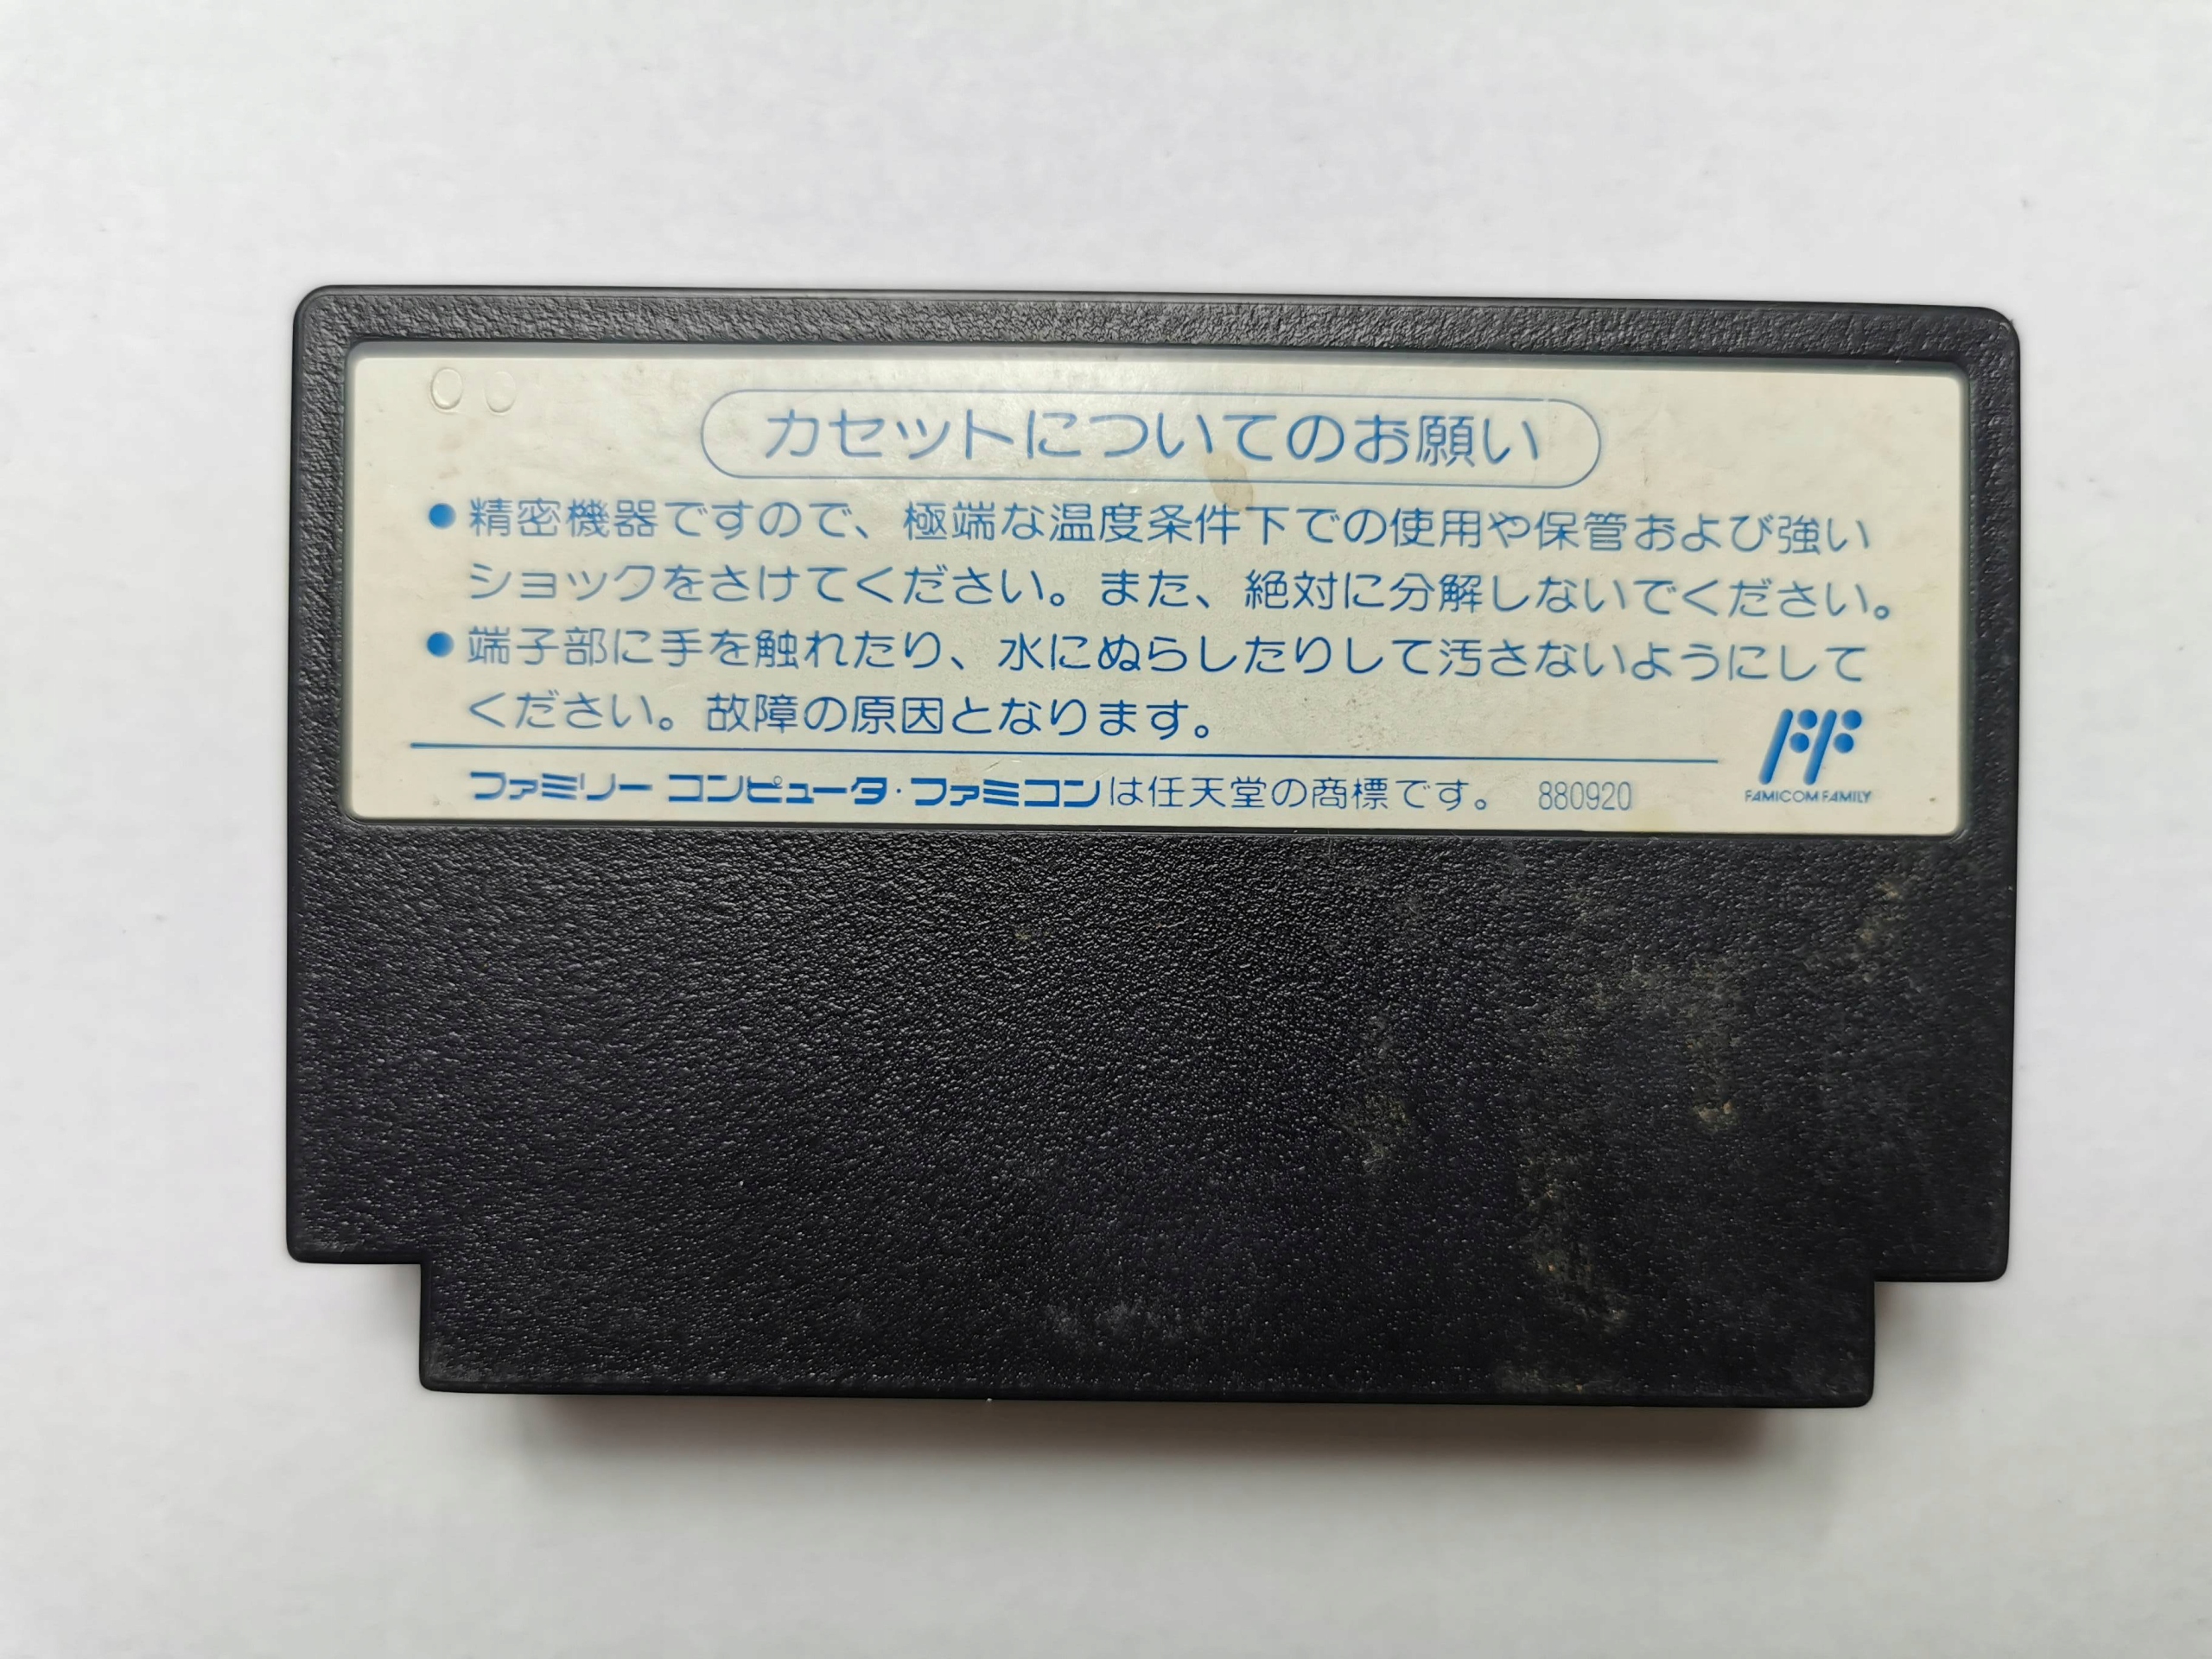 00
カセットについてのお願い
●精密機器ですので、極端な温度条件下での使用や保管および強い
ショックをさけてください。また、絶対に分解しないでください。
●端子部に手を触れたり、水にぬらしたりして汚さないようにして
ください。故障の原因となります。
ファミリー コンピュータ・ファミコンは任天堂の商標です。 880920
FF
FAMICOM FAMILY